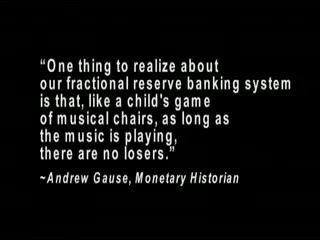 “One thing to realize about
our fractional reserve banking system
is that, like a child's game
of musical chairs, as long as
the music is playing,
there are no losers.”
~Andrew Gause, Monetary Historian